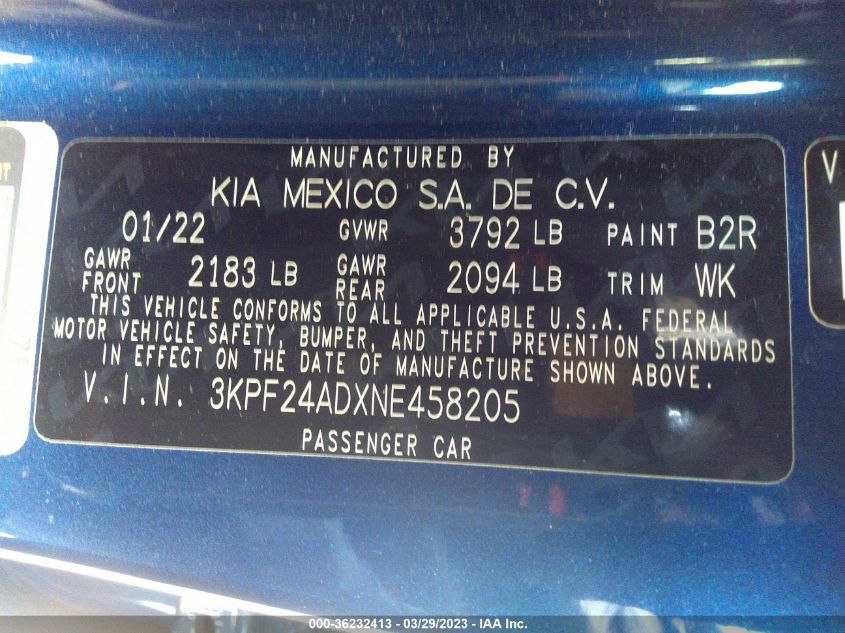 MANUFACTURED BY
KIA MEXICO S.A. DE C.V.
01/22 GVWR 3792 LB PAINT B2R
GAWR FRONT 2183 LB GAWR REAR 2094 LB TRIM WK
THIS VEHICLE CONFORMS TO ALL APPLICABLE U.S.A. FEDERAL
MOTOR VEHICLE SAFETY, BUMPER, AND THEFT PREVENTION STANDARDS
IN EFFECT ON THE DATE OF MANUFACTURE SHOWN ABOVE.
V.I.N. 3KPF24ADXNE458205
PASSENGER CAR
V
000-36232413 - 03/29/2023 - IAA Inc.